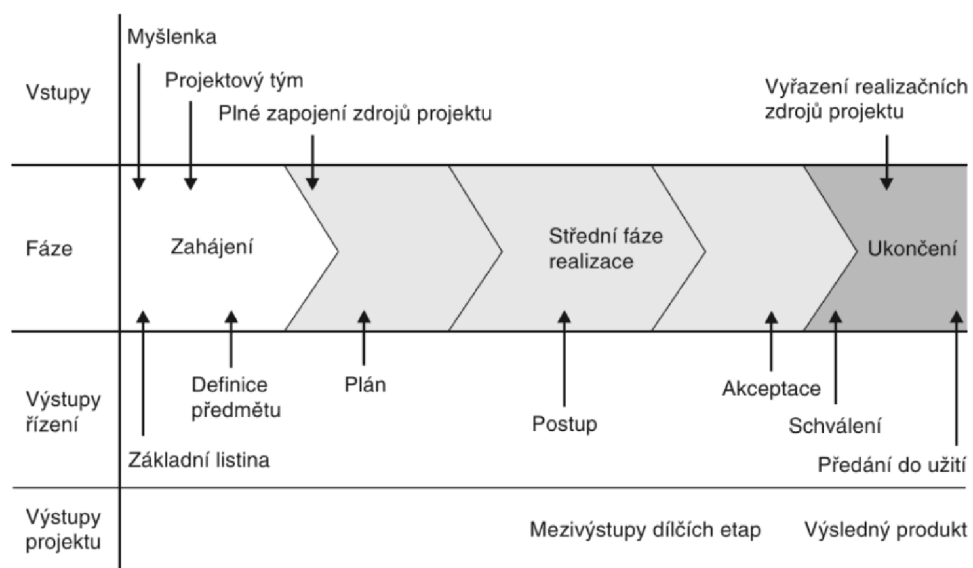 Myšlenka
Projektový tým
Vstupy
Plné zapojení zdrojů projektu
Vyřazení realizačních
zdrojů projektu
Fáze
Zahájení
Střední fáze
realizace
Ukončení
Výstupy
řízení
Definice
předmětu
Plán
Postup
Akceptace
Schválení
Základní listina
Předání do užití
Výstupy
projektu
Mezivýstupy dílčích etap
Výsledný produkt